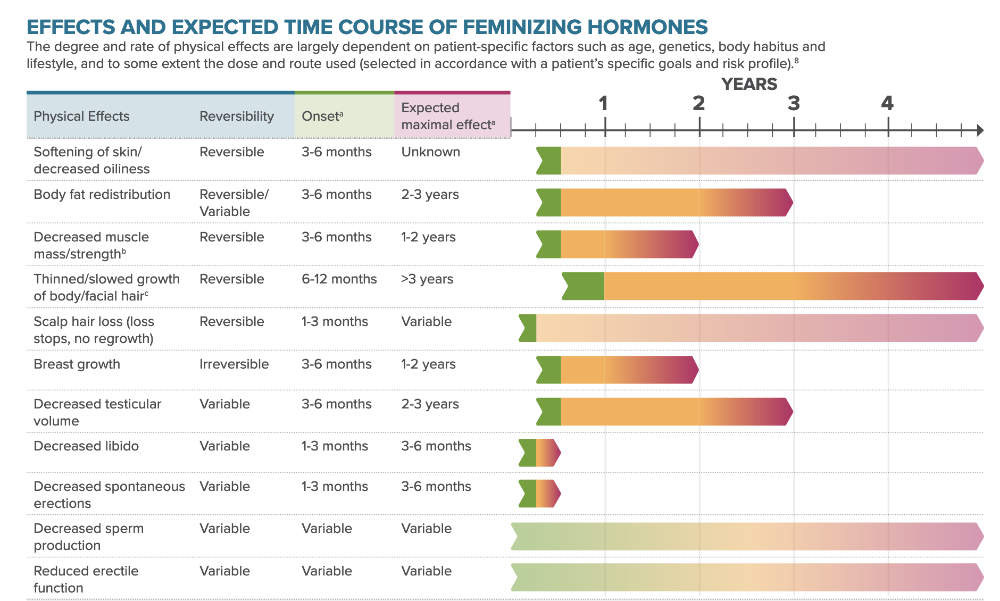 EFFECTS AND EXPECTED TIME COURSE OF FEMINIZING HORMONES
The degree and rate of physical effects are largely dependent on patient-specific factors such as age, genetics, body habitus and
lifestyle, and to some extent the dose and route used (selected in accordance with a patient’s specific goals and risk profile).⁸
YEARS
1 2 3 4
Physical Effects Reversibility Onsetᵃ Expected
maximal effectᵃ
Softening of skin/ Reversible 3-6 months Unknown
decreased oiliness
Body fat redistribution Reversible/ 3-6 months 2-3 years
Variable
Decreased muscle Reversible 3-6 months 1-2 years
mass/strengthᵇ
Thinned/slowed growth Reversible 6-12 months >3 years
of body/facial hairᶜ
Scalp hair loss (loss Reversible 1-3 months Variable
stops, no regrowth)
Breast growth Irreversible 3-6 months 1-2 years
Decreased testicular Variable 3-6 months 2-3 years
volume
Decreased libido Variable 1-3 months 3-6 months
Decreased spontaneous Variable 1-3 months 3-6 months
erections
Decreased sperm Variable Variable Variable
production
Reduced erectile Variable Variable Variable
function